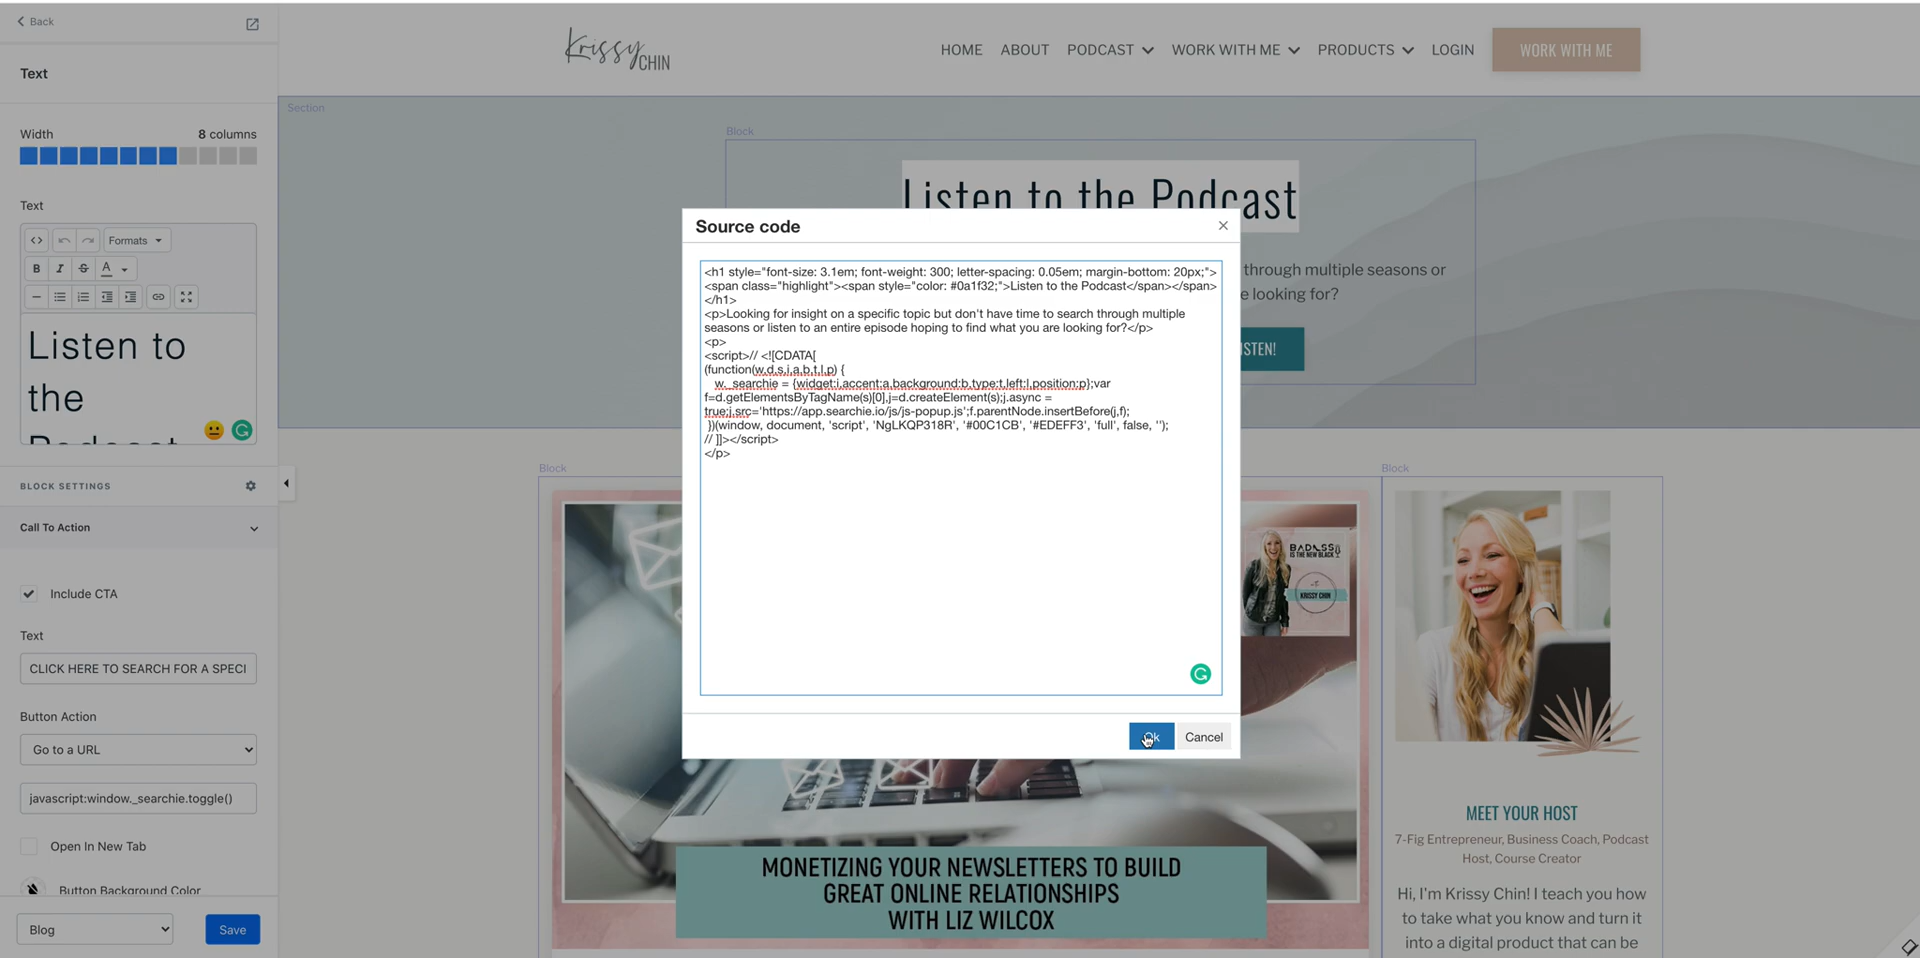 Back
Text
Width 8 columns
Text
Formats
B I S A
Listen to
the
Podcast
BLOCK SETTINGS
Call To Action
Include CTA
Text
CLICK HERE TO SEARCH FOR A SPECI
Button Action
Go to a URL
javascript:window._searchie.toggle()
Open In New Tab
Button Background Color
Blog
Save
Krissy
CHIN
HOME ABOUT PODCAST WORK WITH ME PRODUCTS LOGIN WORK WITH ME
Section
Block
Listen to the Podcast
through multiple seasons or
e looking for?
ISTEN!
Source code
<h1 style="font-size: 3.1em; font-weight: 300; letter-spacing: 0.05em; margin-bottom: 20px;">
<span class="highlight"><span style="color: #0a1f32;">Listen to the Podcast</span></span>
</h1>
<p>Looking for insight on a specific topic but don't have time to search through multiple
seasons or listen to an entire episode hoping to find what you are looking for?</p>
<p>
<script>// <![CDATA[
(function(w,d,s,i,a,b,t,l,p) {
w._searchie = {widget:i,accent:a,background:b,type:t,left:l,position:p};var
f=d.getElementsByTagName(s)[0],j=d.createElement(s);j.async =
true;j.src='https://app.searchie.io/js/js-popup.js';f.parentNode.insertBefore(j,f);
})(window, document, 'script', 'NgLKQP318R', '#00C1CB', '#EDEFF3', 'full', false, '');
// ]]></script>
</p>
Ok
Cancel
Block
Block
BADASS
IS THE NEW BLACK
KRISSY CHIN
MONETIZING YOUR NEWSLETTERS TO BUILD
GREAT ONLINE RELATIONSHIPS
WITH LIZ WILCOX
MEET YOUR HOST
7-Fig Entrepreneur, Business Coach, Podcast
Host, Course Creator
Hi, I'm Krissy Chin! I teach you how
to take what you know and turn it
into a digital product that can be